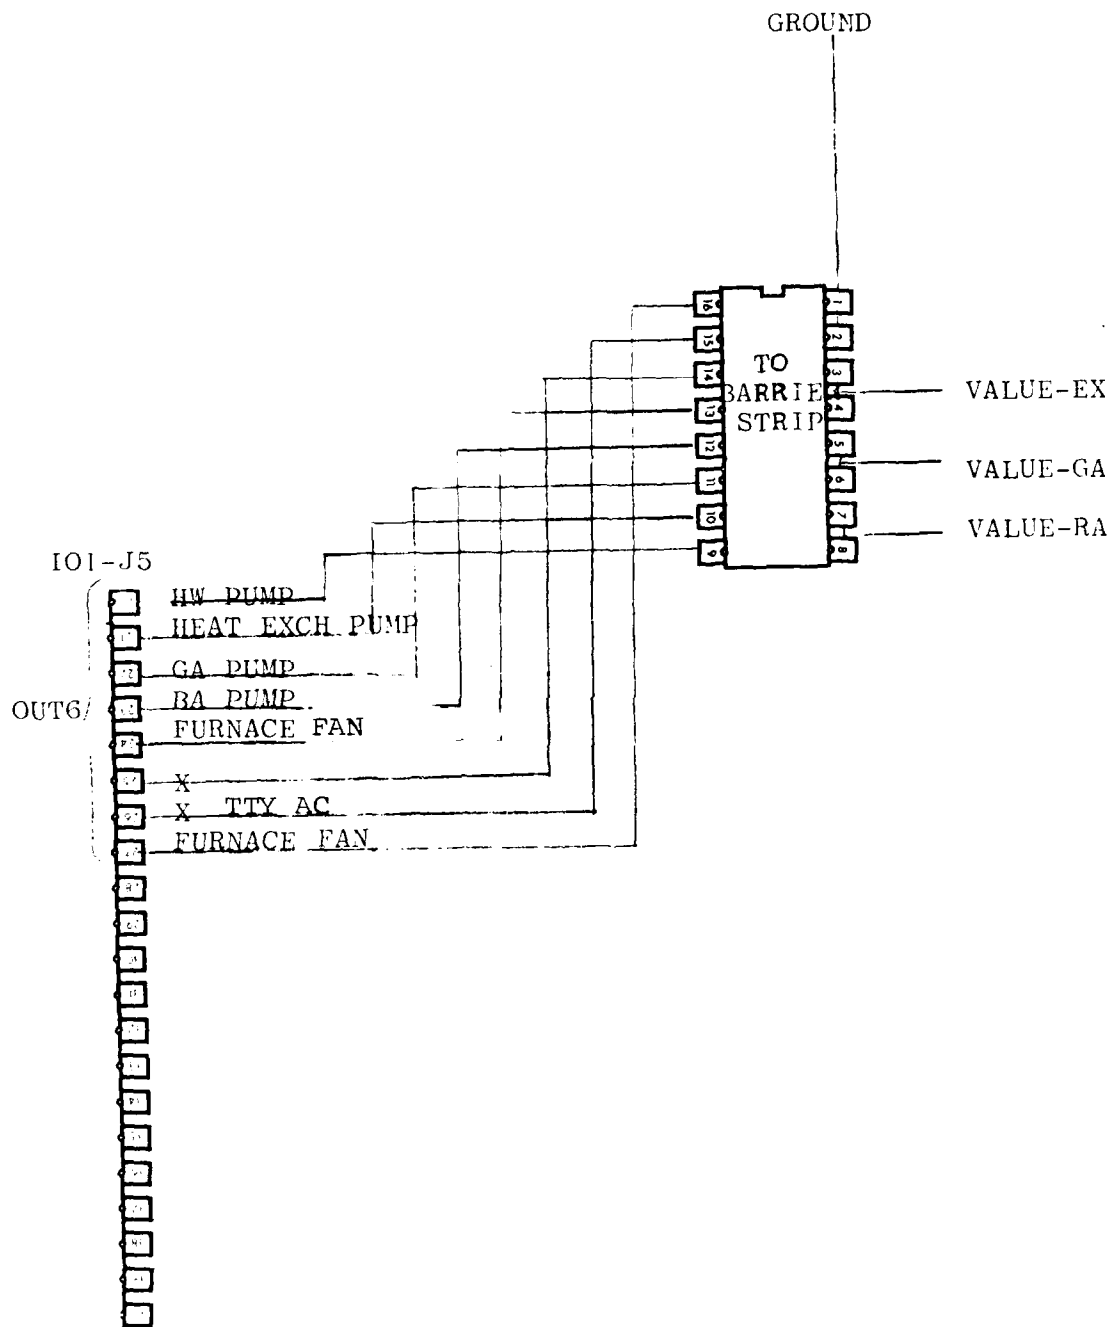 GROUND
16 1
15 2
14 3
TO
BARRIE
STRIP
13 4
12 5
11 6
10 7
9 8
VALUE-EX
VALUE-GA
VALUE-RA
IO1-J5
HW PUMP
HEAT EXCH PUMP
GA PUMP
OUT6/
RA PUMP
FURNACE FAN
X
X TTY AC
FURNACE FAN